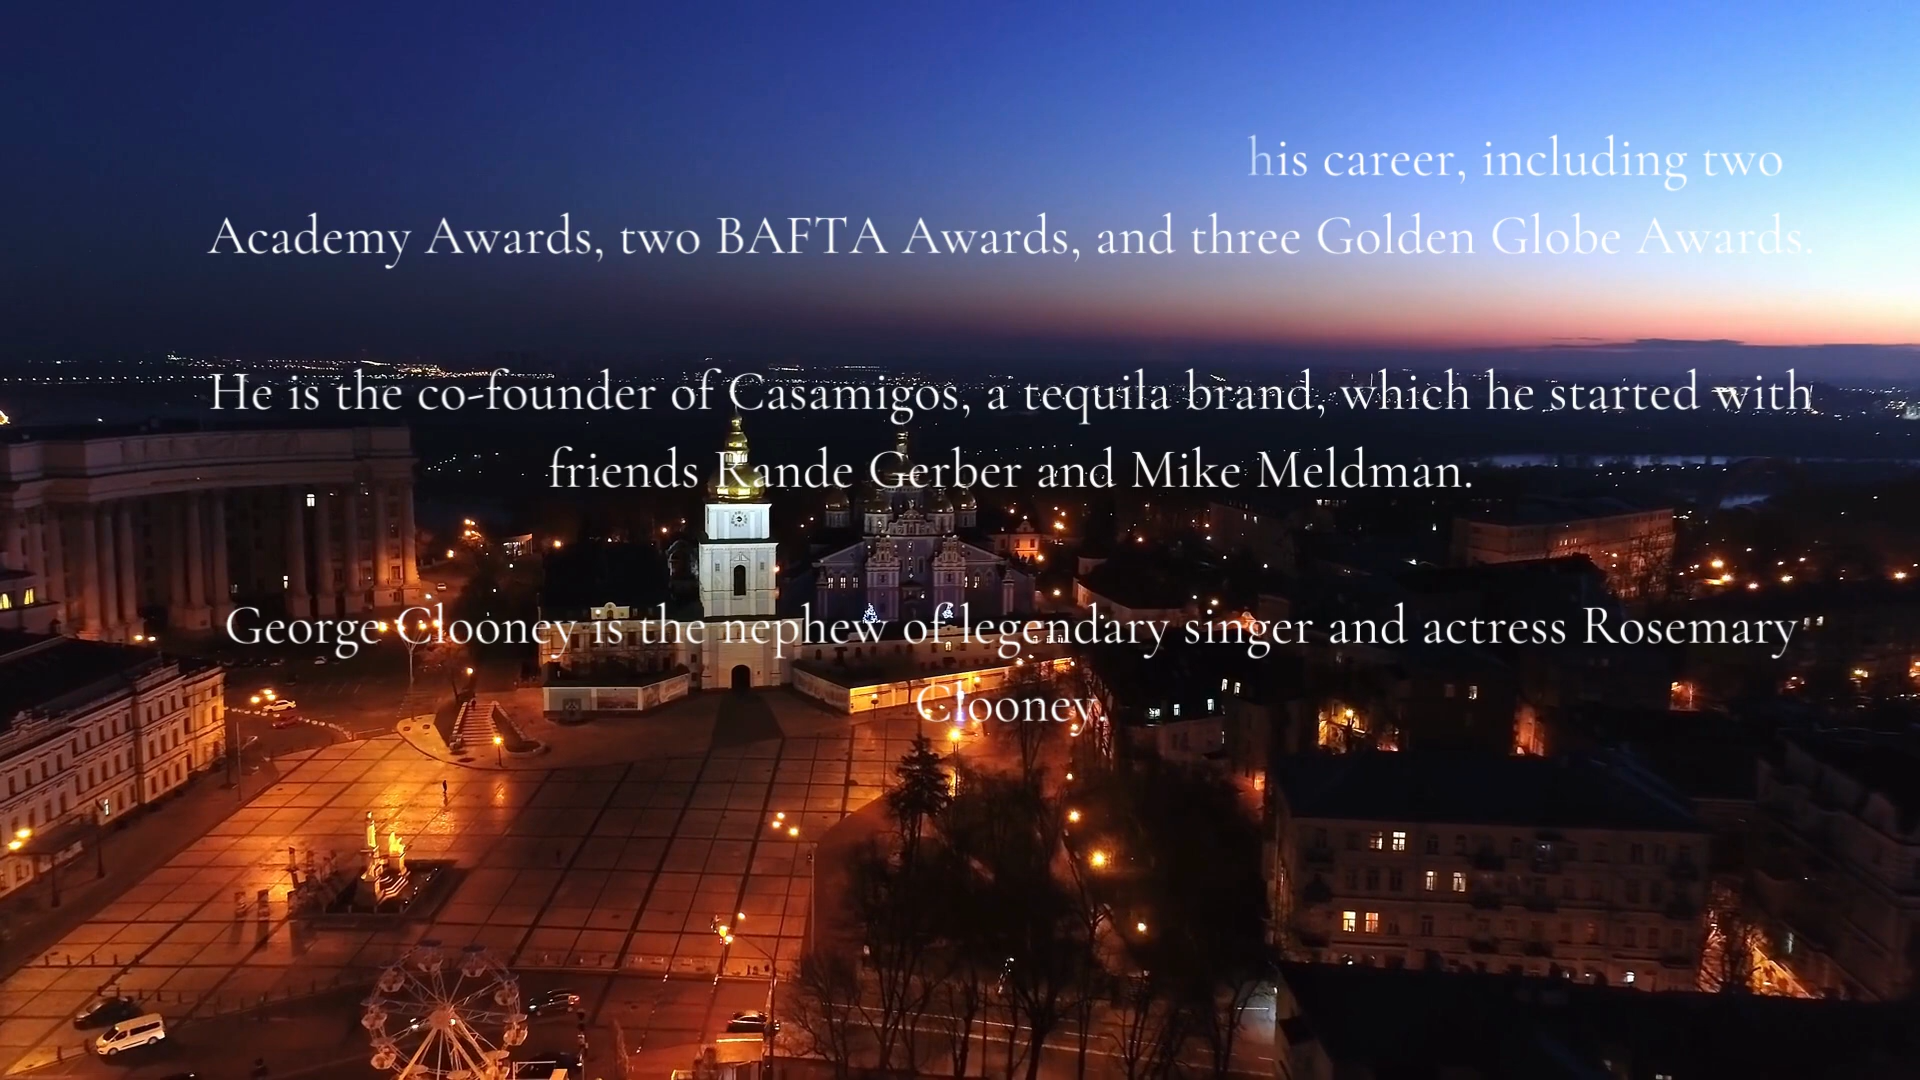 his career, including two
Academy Awards, two BAFTA Awards, and three Golden Globe Awards.
He is the co-founder of Casamigos, a tequila brand, which he started with
friends Rande Gerber and Mike Meldman.
George Clooney is the nephew of legendary singer and actress Rosemary
Clooney.